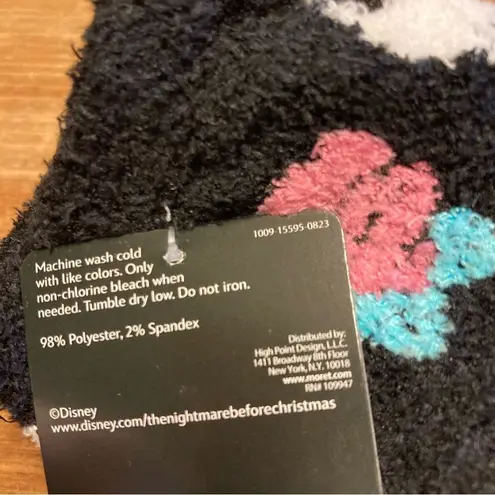 1009-15595-0823
Machine wash cold
with like colors. Only
non-chlorine bleach when
needed. Tumble dry low. Do not iron.
98% Polyester, 2% Spandex
Distributed by:
High Point Design, L.L.C.
1411 Broadway 8th Floor
New York, N.Y. 10018
www.moret.com
RN# 109947
©Disney
www.disney.com/thenightmarebeforechristmas